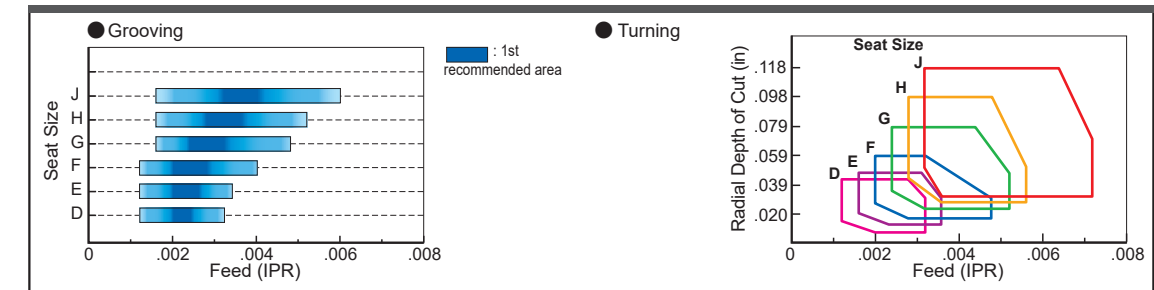 Grooving
: 1st
recommended area
Seat Size
J
H
G
F
E
D
0
.002
.004
.006
.008
Feed (IPR)
Turning
Seat Size
Radial Depth of Cut (in)
.118
.098
.079
.059
.039
.020
J
H
G
F
E
D
0
.002
.004
.006
.008
Feed (IPR)